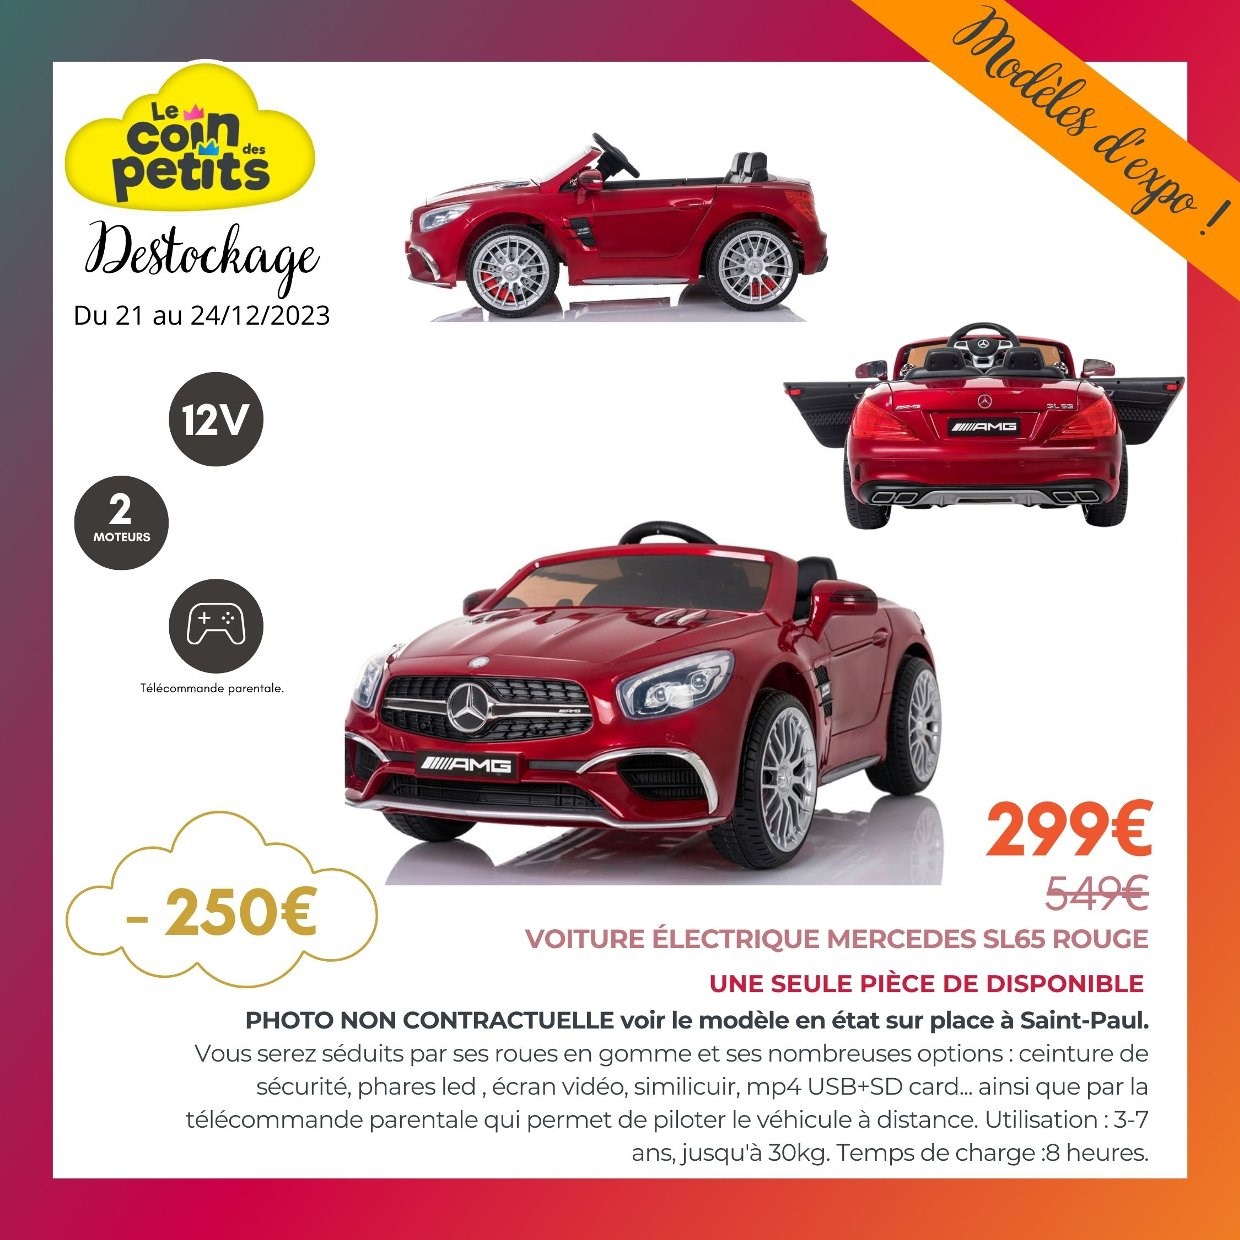 Modèles d'expo !
Le
coin
des
petits
Destockage
Du 21 au 24/12/2023
12V
2
MOTEURS
Télécommande parentale.
AMG
SL 65
AMG
AMG
AMG
- 250€
299€
549€
VOITURE ÉLECTRIQUE MERCEDES SL65 ROUGE
UNE SEULE PIÈCE DE DISPONIBLE
PHOTO NON CONTRACTUELLE voir le modèle en état sur place à Saint-Paul.
Vous serez séduits par ses roues en gomme et ses nombreuses options : ceinture de
sécurité, phares led , écran vidéo, similicuir, mp4 USB+SD card... ainsi que par la
télécommande parentale qui permet de piloter le véhicule à distance. Utilisation : 3-7
ans, jusqu'à 30kg. Temps de charge :8 heures.